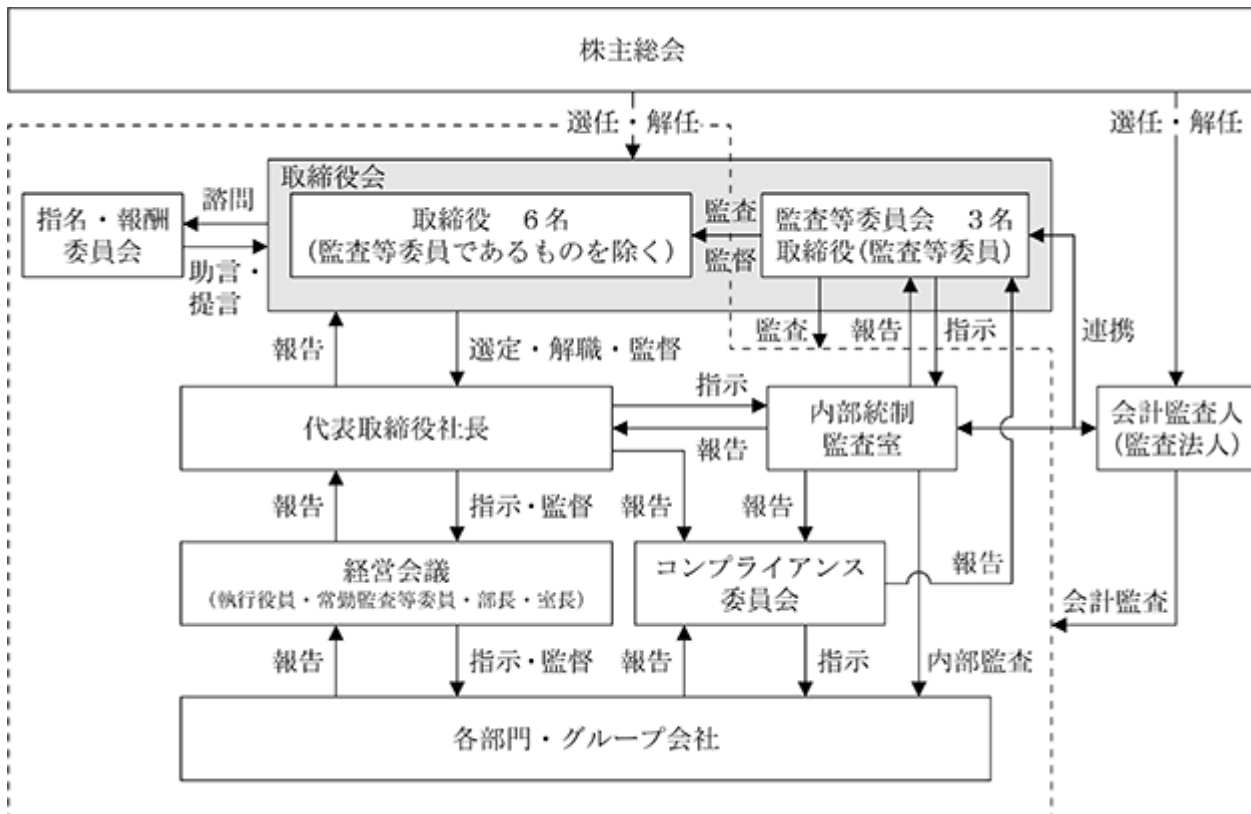 株主総会
選任・解任
選任・解任
取締役会
指名・報酬
委員会
諮問
助言・
提言
取締役　6名
(監査等委員であるものを除く)
監査
監督
監査等委員会　3名
取締役(監査等委員)
報告
選定・解職・監督
監査
報告
指示
連携
代表取締役社長
指示
報告
内部統制
監査室
会計監査人
(監査法人)
報告
指示・監督
報告
報告
経営会議
(執行役員・常勤監査等委員・部長・室長)
コンプライアンス
委員会
報告
会計監査
報告
指示・監督
報告
指示
内部監査
各部門・グループ会社